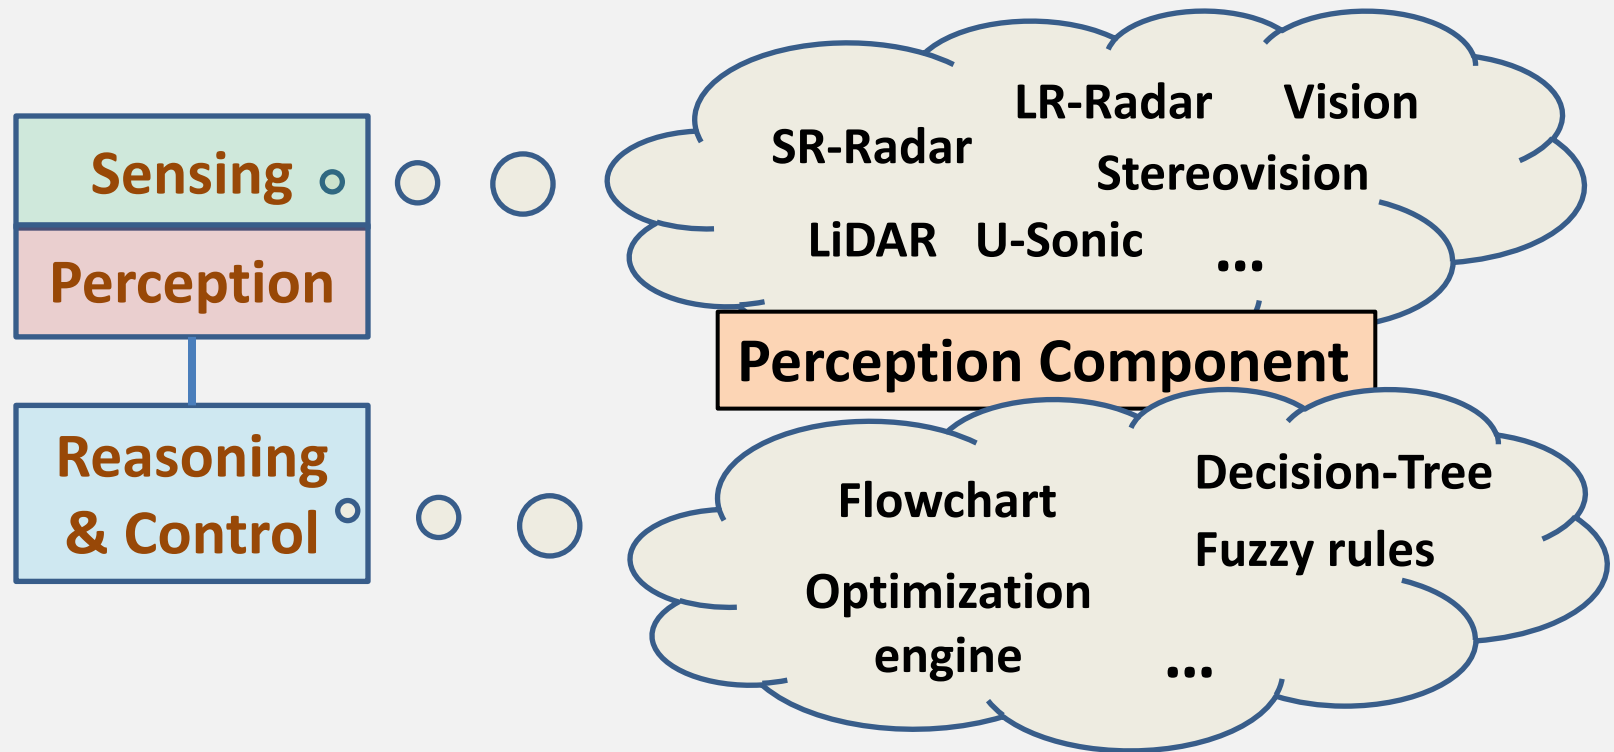 Sensing
Perception
Reasoning
& Control
LR-Radar
Vision
SR-Radar
Stereovision
LiDAR
U-Sonic
...
Perception Component
Decision-Tree
Flowchart
Fuzzy rules
Optimization
engine
...